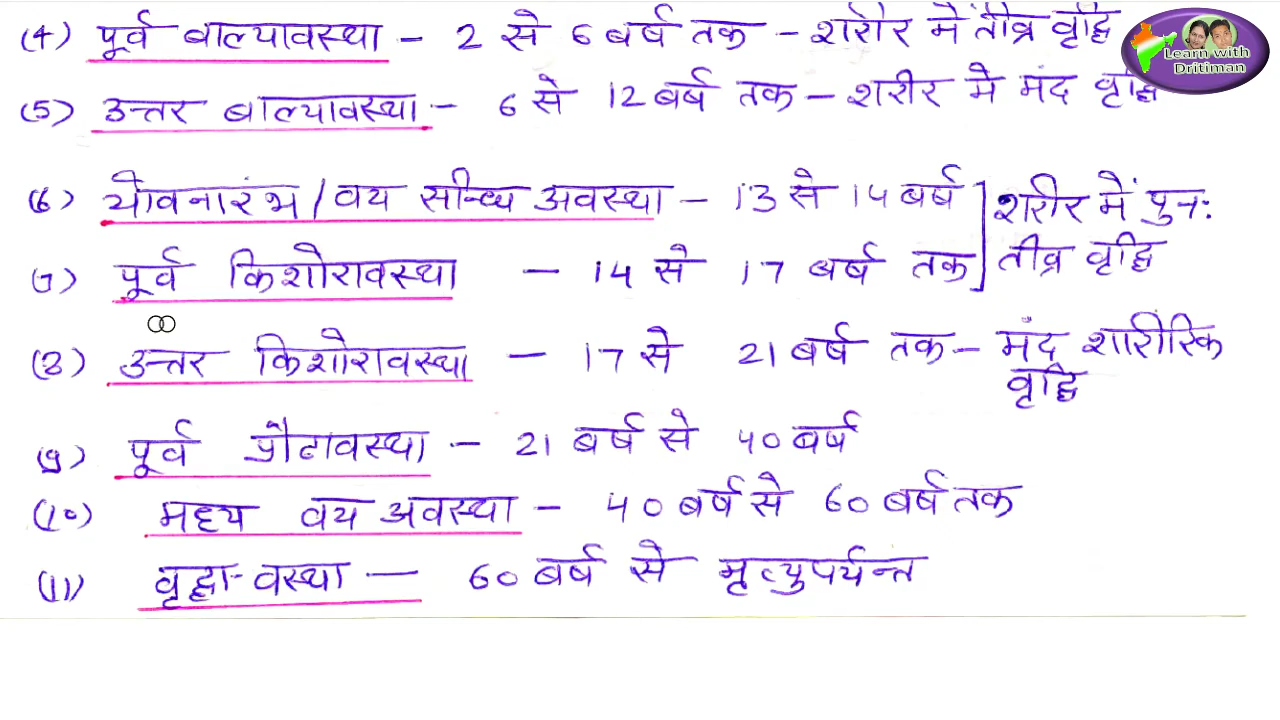 (4) पूर्व बाल्यावस्था - 2 से 6 बर्ष तक - शरीर में तीव्र वृद्धि
Learn with
Dritiman
(5) उत्तर बाल्यावस्था - 6 से 12 बर्ष तक - शरीर मे मंद वृद्धि
(6) यौवनारंभ / वय सन्धि अवस्था - 13 से 14 बर्ष ] शरीर में पुनः
(7) पूर्व किशोरावस्था - 14 से 17 बर्ष तक ] तीव्र वृद्धि
(8) उत्तर किशोरावस्था - 17 से 21 बर्ष तक - मंद शारीरिक
वृद्धि
(9) पूर्व प्रौढावस्था - 21 बर्ष से 40 बर्ष
(10) मद्दय वय अवस्था - 40 बर्ष से 60 बर्ष तक
(11) वृद्धा-वस्था - 60 बर्ष से मृत्युपर्यन्त